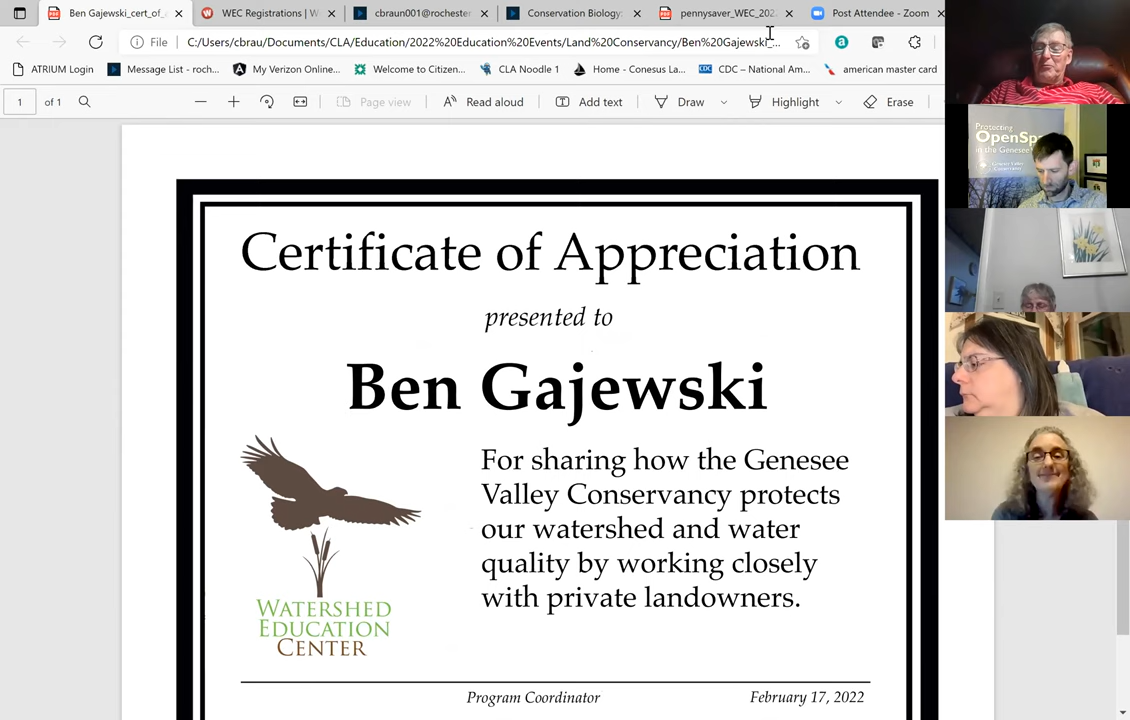 Ben Gajewski_cert_of_
WEC Registrations | W
cbraun001@rochester
Conservation Biology:
pennysaver_WEC_202
Post Attendee - Zoom
File
C:/Users/cbrau/Documents/CLA/Education/2022%20Education%20Events/Land%20Conservancy/Ben%20Gajewski_...
ATRIUM Login
Message List - roch...
My Verizon Online...
Welcome to Citizen...
CLA Noodle 1
Home - Conesus La...
CDC – National Am...
american master card
1 of 1
Page view
Read aloud
Add text
Draw
Highlight
Erase
Certificate of Appreciation
presented to
Ben Gajewski
For sharing how the Genesee
Valley Conservancy protects
our watershed and water
quality by working closely
with private landowners.
WATERSHED
EDUCATION
CENTER
Program Coordinator
February 17, 2022
Protecting
OpenSp
in the Genesee